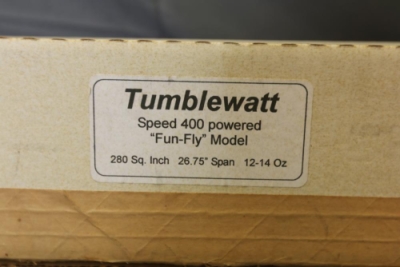 Tumblewatt
Speed 400 powered
"Fun-Fly" Model
280 Sq. Inch 26.75" Span 12-14 Oz